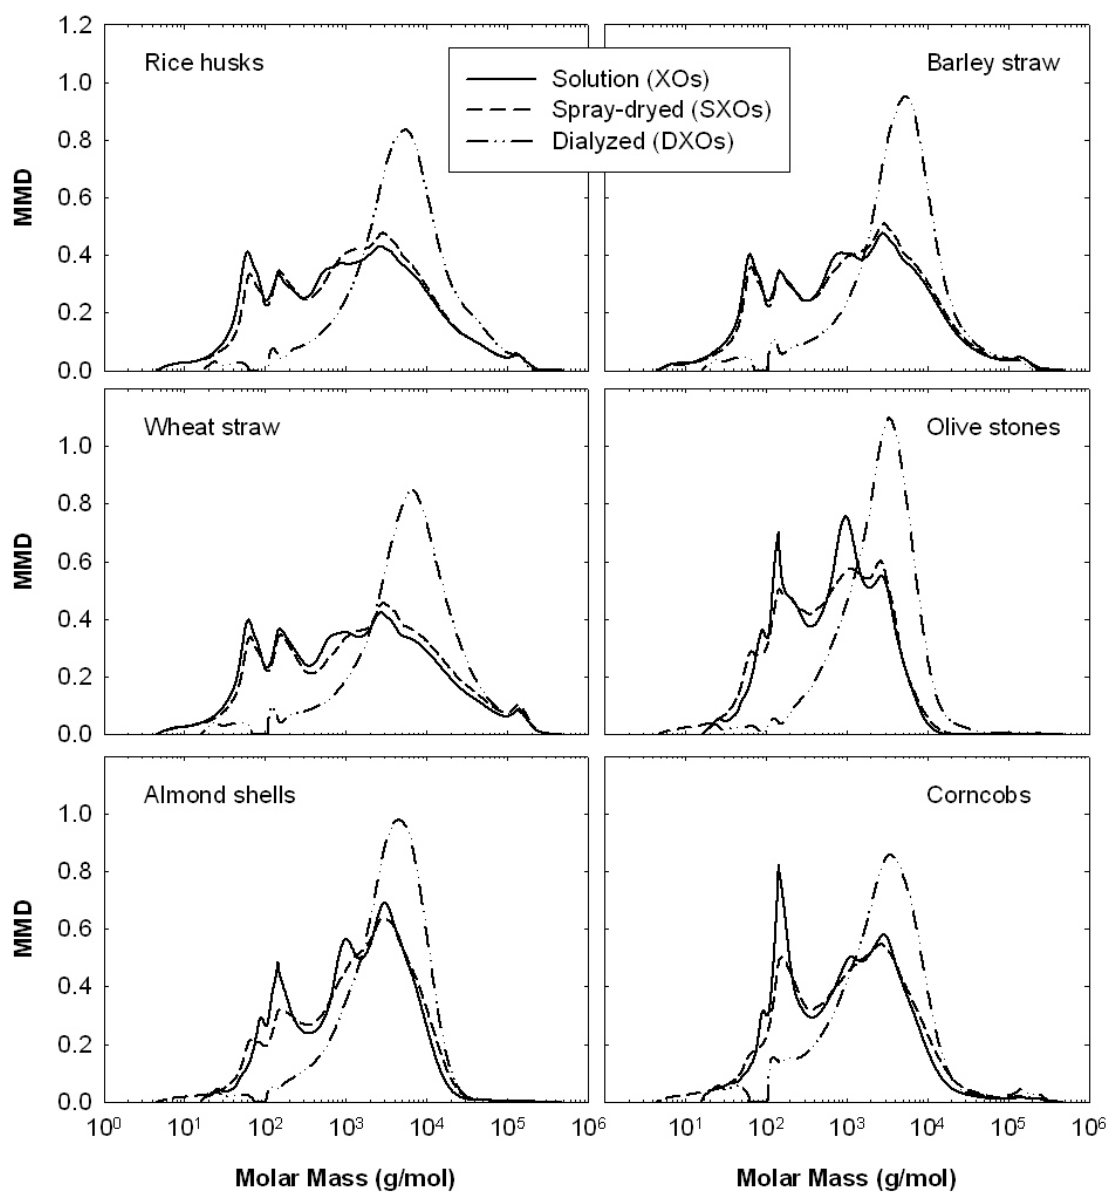 1.2
1.0
0.8
0.6
0.4
0.2
0.0
MMD
Rice husks
Barley straw
Solution (XOs)
Spray-dryed (SXOs)
Dialyzed (DXOs)
1.0
0.8
0.6
0.4
0.2
0.0
MMD
Wheat straw
Olive stones
1.0
0.8
0.6
0.4
0.2
0.0
MMD
Almond shells
Corncobs
10⁰ 10¹ 10² 10³ 10⁴ 10⁵ 10⁶ 10¹ 10² 10³ 10⁴ 10⁵ 10⁶
Molar Mass (g/mol) Molar Mass (g/mol)